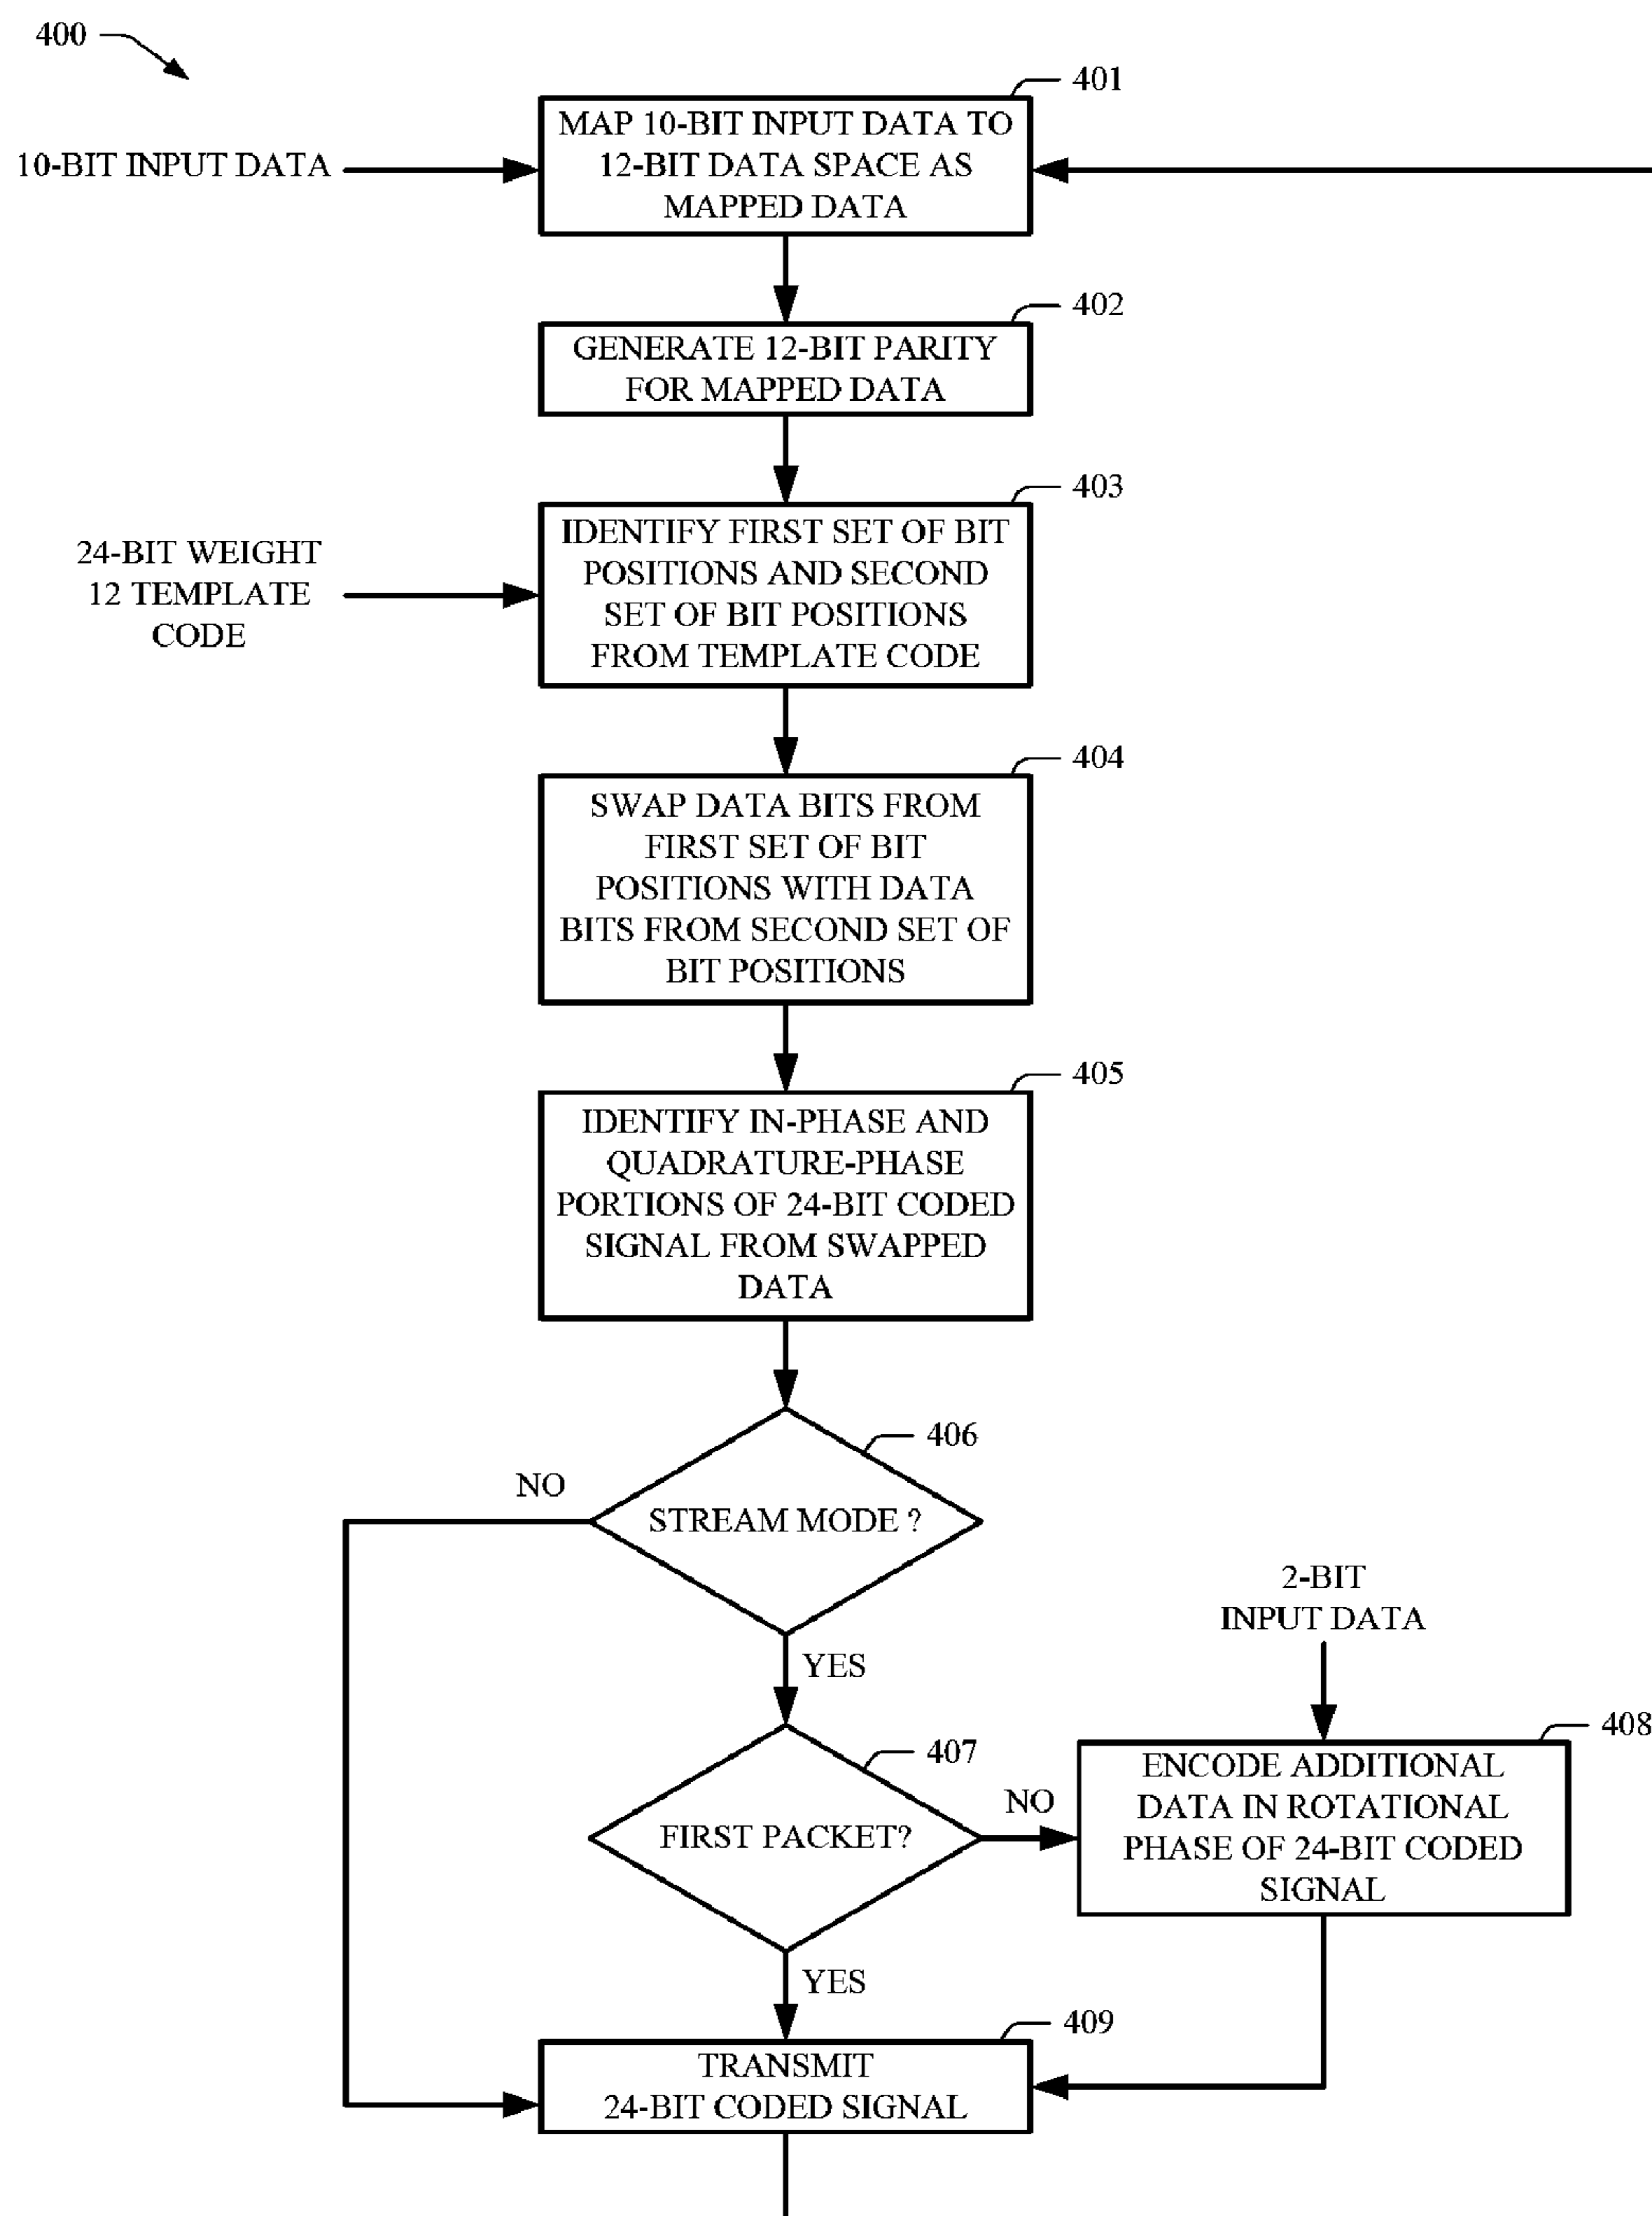 400
401
MAP 10-BIT INPUT DATA TO
12-BIT DATA SPACE AS
MAPPED DATA
10-BIT INPUT DATA
402
GENERATE 12-BIT PARITY
FOR MAPPED DATA
403
IDENTIFY FIRST SET OF BIT
POSITIONS AND SECOND
SET OF BIT POSITIONS
FROM TEMPLATE CODE
24-BIT WEIGHT
12 TEMPLATE
CODE
404
SWAP DATA BITS FROM
FIRST SET OF BIT
POSITIONS WITH DATA
BITS FROM SECOND SET OF
BIT POSITIONS
405
IDENTIFY IN-PHASE AND
QUADRATURE-PHASE
PORTIONS OF 24-BIT CODED
SIGNAL FROM SWAPPED
DATA
406
STREAM MODE ?
NO
YES
2-BIT
INPUT DATA
407
FIRST PACKET?
NO
YES
408
ENCODE ADDITIONAL
DATA IN ROTATIONAL
PHASE OF 24-BIT CODED
SIGNAL
409
TRANSMIT
24-BIT CODED SIGNAL